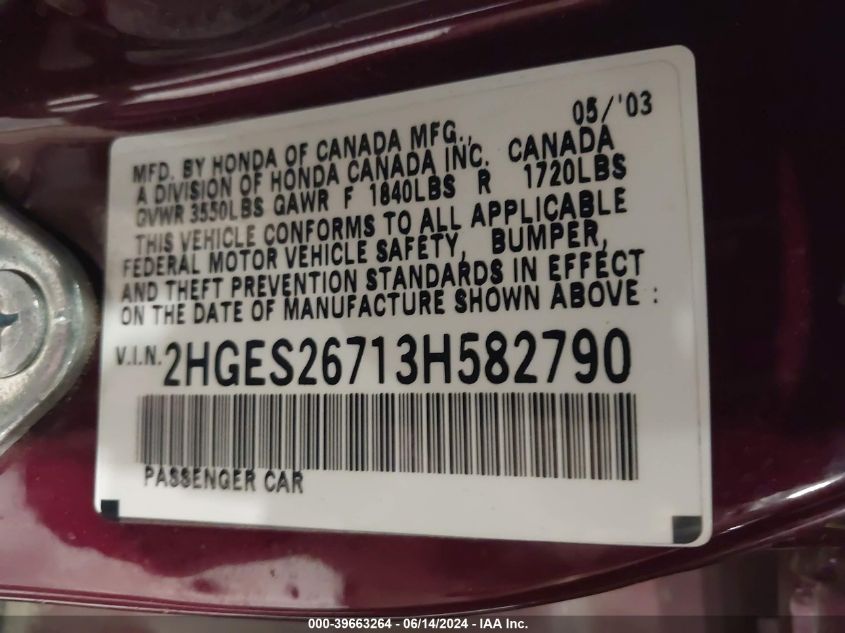 05/'03
MFD. BY HONDA OF CANADA MFG.,
A DIVISION OF HONDA CANADA INC. CANADA
GVWR 3550LBS GAWR F 1840LBS R 1720LBS
THIS VEHICLE CONFORMS TO ALL APPLICABLE
FEDERAL MOTOR VEHICLE SAFETY, BUMPER,
AND THEFT PREVENTION STANDARDS IN EFFECT
ON THE DATE OF MANUFACTURE SHOWN ABOVE :
V.I.N. 2HGES26713H582790
PASSENGER CAR
000-39663264 - 06/14/2024 - IAA Inc.